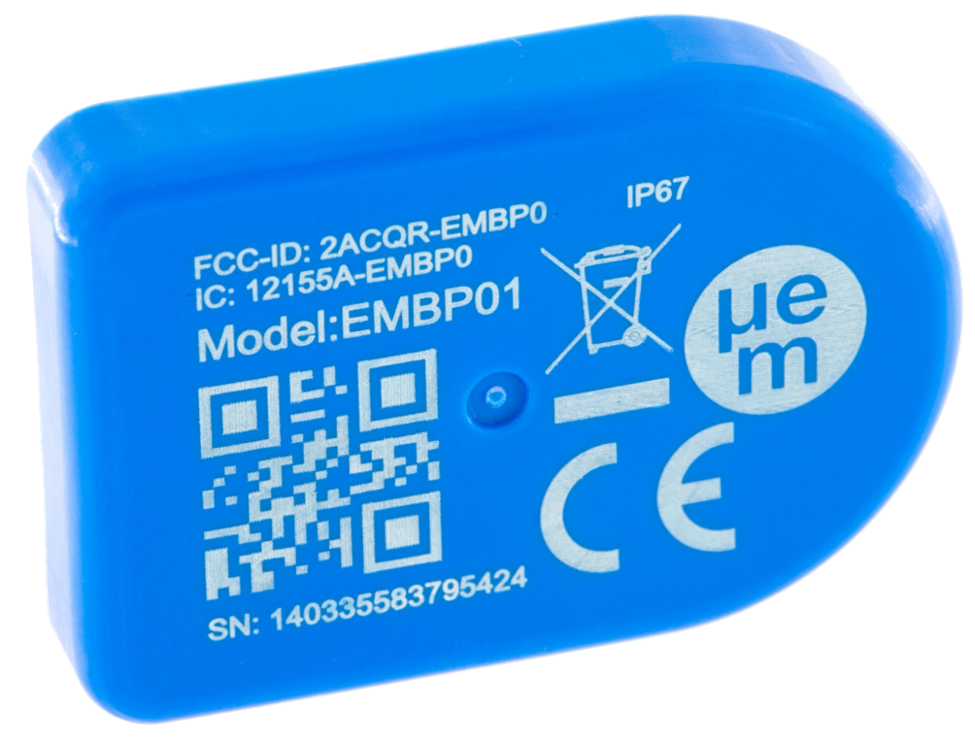 IP67
FCC-ID: 2ACQR-EMBP0
IC: 12155A-EMBP0
Model:EMBP01
µe
m
CE
SN: 140335583795424